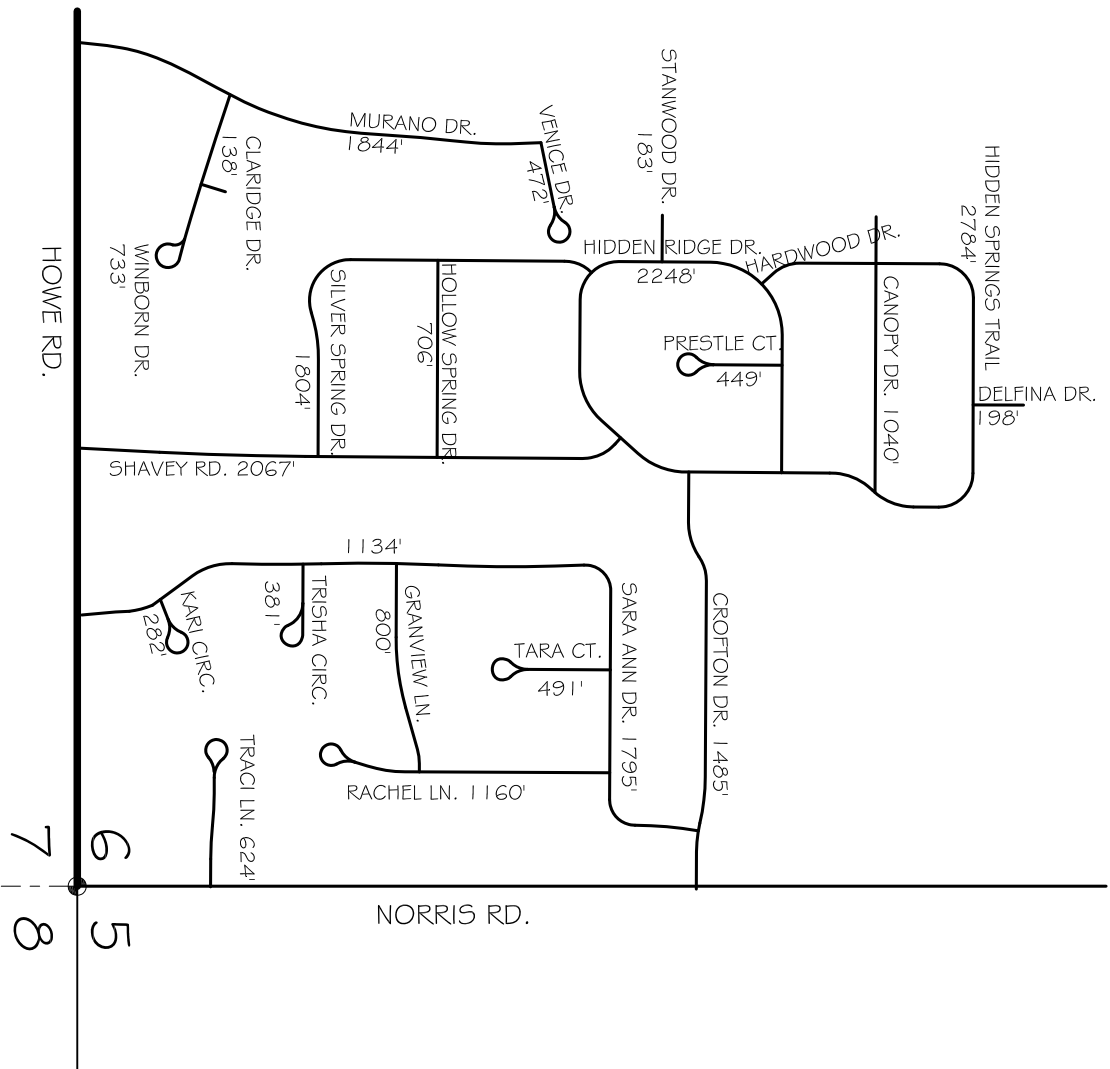 STANWOOD DR.
183'
VENICE DR.
472'
MURANO DR.
1844'
CLARIDGE DR.
138'
WINBORN DR.
733'
HIDDEN SPRINGS TRAIL
2784'
HIDDEN RIDGE DR.
2248'
HARDWOOD DR.
CANOPY DR. 1040'
PRESTLE CT.
449'
DELFINA DR.
198'
HOWE RD.
SILVER SPRING DR.
1804'
HOLLOW SPRING DR.
706'
SHAVEY RD. 2067'
1134'
KARI CIRC.
282'
TRISHA CIRC.
381'
GRANVIEW LN.
800'
TARA CT.
491'
SARA ANN DR. 1795'
CROFTON DR. 1485'
RACHEL LN. 1160'
TRACI LN. 624'
NORRIS RD.
6
7
5
8